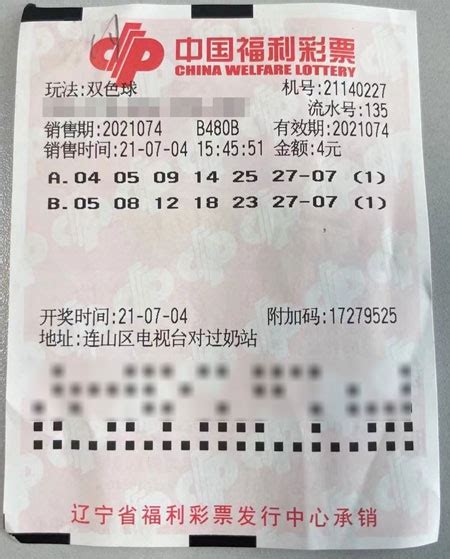 中国福利彩票
CHINA WELFARE LOTTERY
玩法:双色球 机号:21140227
流水号:135
销售期:2021074 B480B 有效期:2021074
销售时间:21-07-04 15:45:51 金额:4元
A.04 05 09 14 25 27-07 (1)
B.05 08 12 18 23 27-07 (1)
开奖时间:21-07-04 附加码:17279525
地址:连山区电视台对过奶站
辽宁省福利彩票发行中心承销